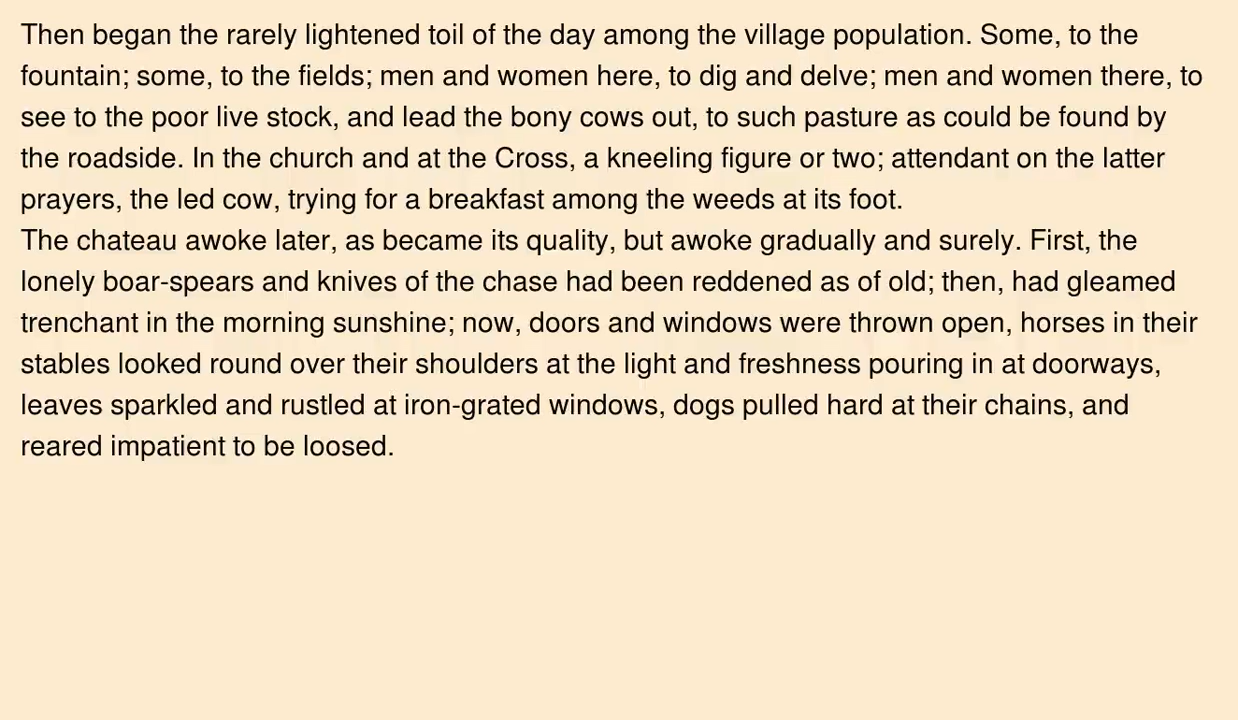 Then began the rarely lightened toil of the day among the village population. Some, to the
fountain; some, to the fields; men and women here, to dig and delve; men and women there, to
see to the poor live stock, and lead the bony cows out, to such pasture as could be found by
the roadside. In the church and at the Cross, a kneeling figure or two; attendant on the latter
prayers, the led cow, trying for a breakfast among the weeds at its foot.
The chateau awoke later, as became its quality, but awoke gradually and surely. First, the
lonely boar-spears and knives of the chase had been reddened as of old; then, had gleamed
trenchant in the morning sunshine; now, doors and windows were thrown open, horses in their
stables looked round over their shoulders at the light and freshness pouring in at doorways,
leaves sparkled and rustled at iron-grated windows, dogs pulled hard at their chains, and
reared impatient to be loosed.